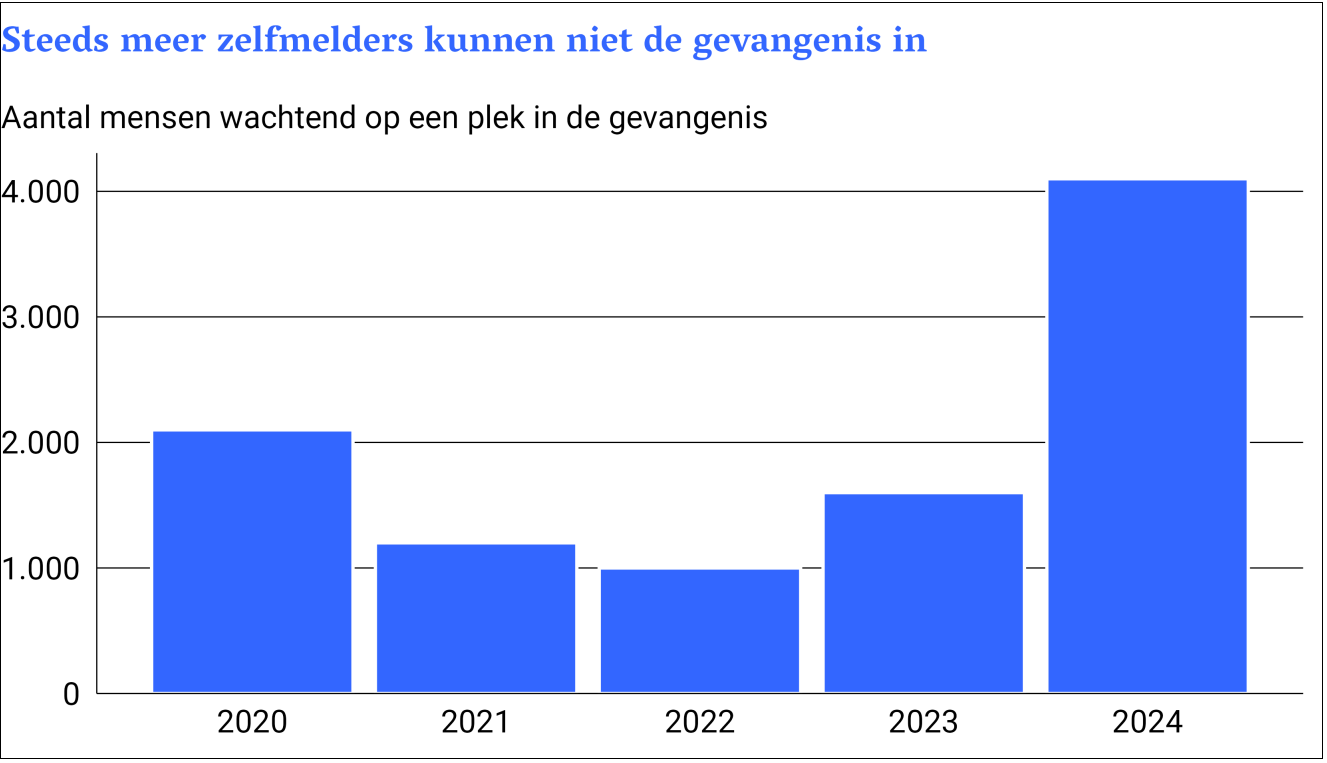 Steeds meer zelfmelders kunnen niet de gevangenis in
Aantal mensen wachtend op een plek in de gevangenis
4.000
3.000
2.000
1.000
0
2020 2021 2022 2023 2024